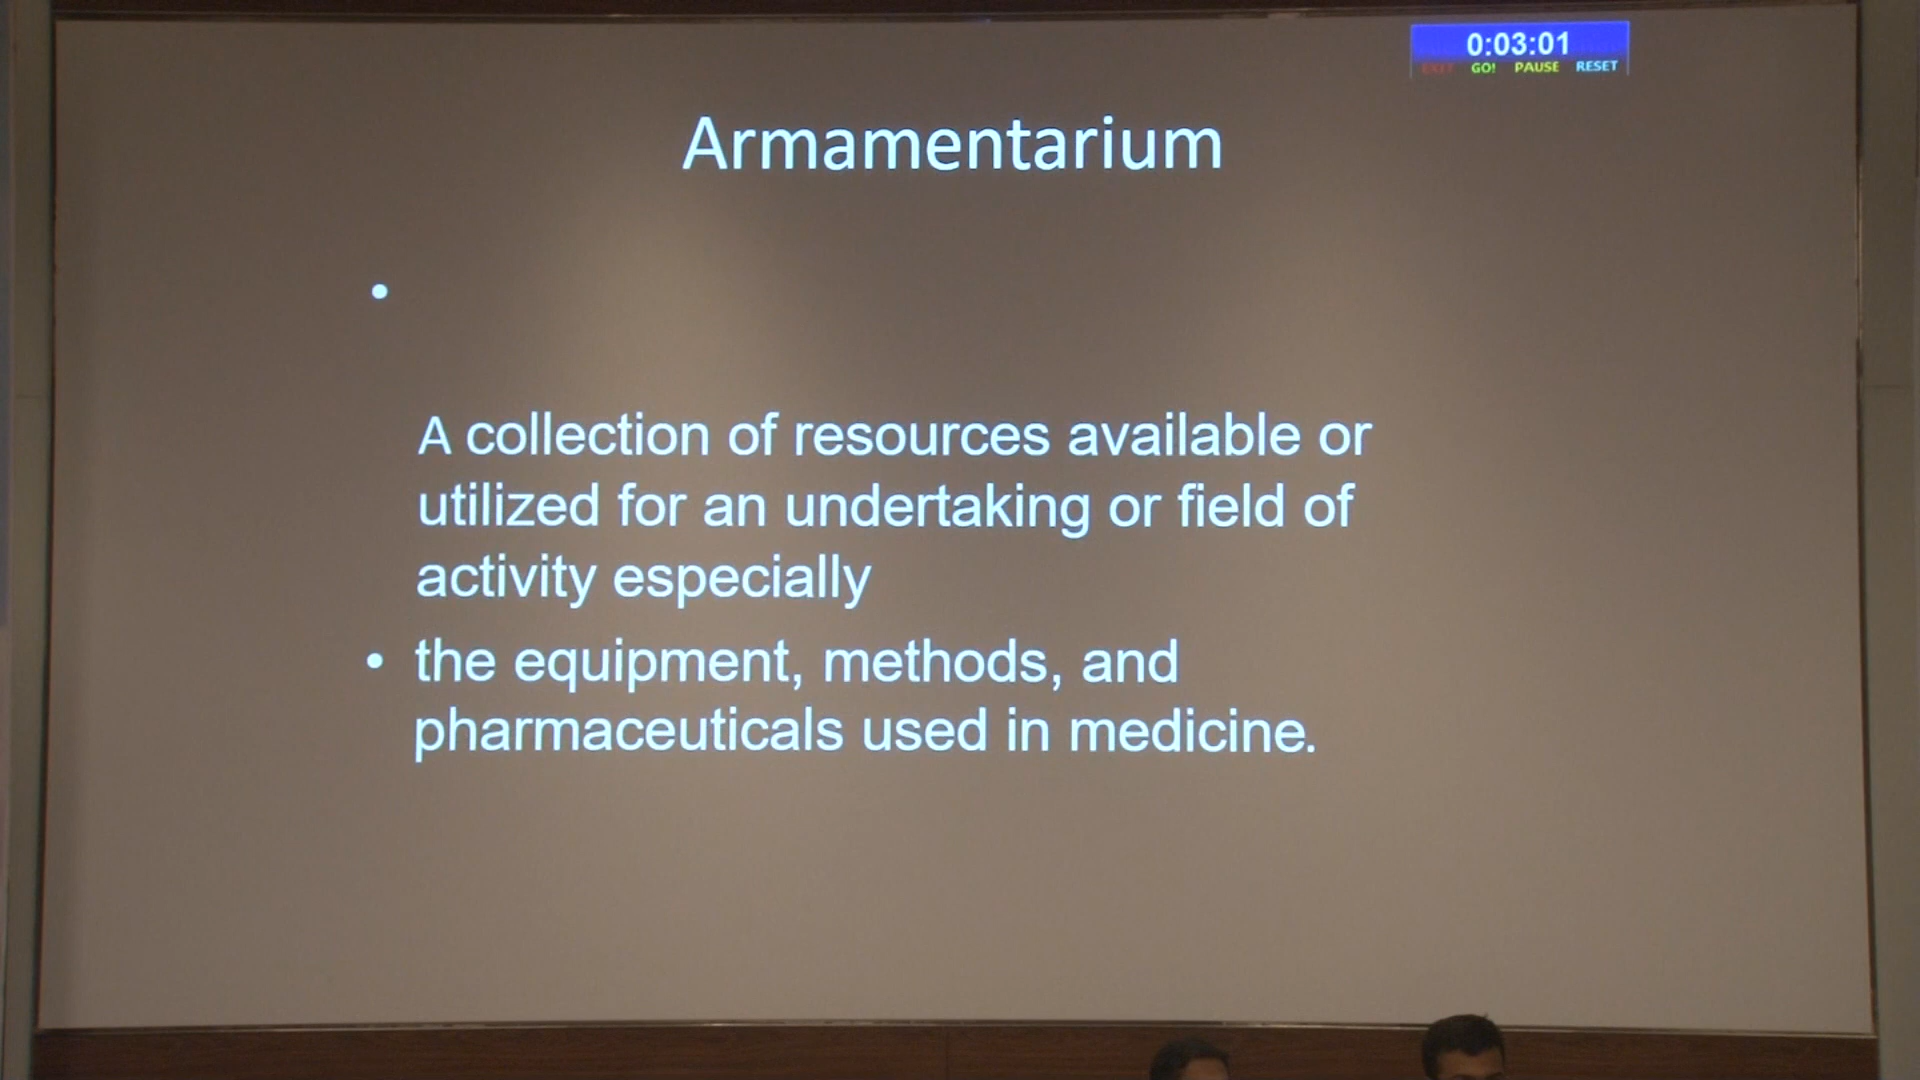 0:03:01
EXIT GO! PAUSE RESET
Armamentarium
•
A collection of resources available or
utilized for an undertaking or field of
activity especially
• the equipment, methods, and
pharmaceuticals used in medicine.